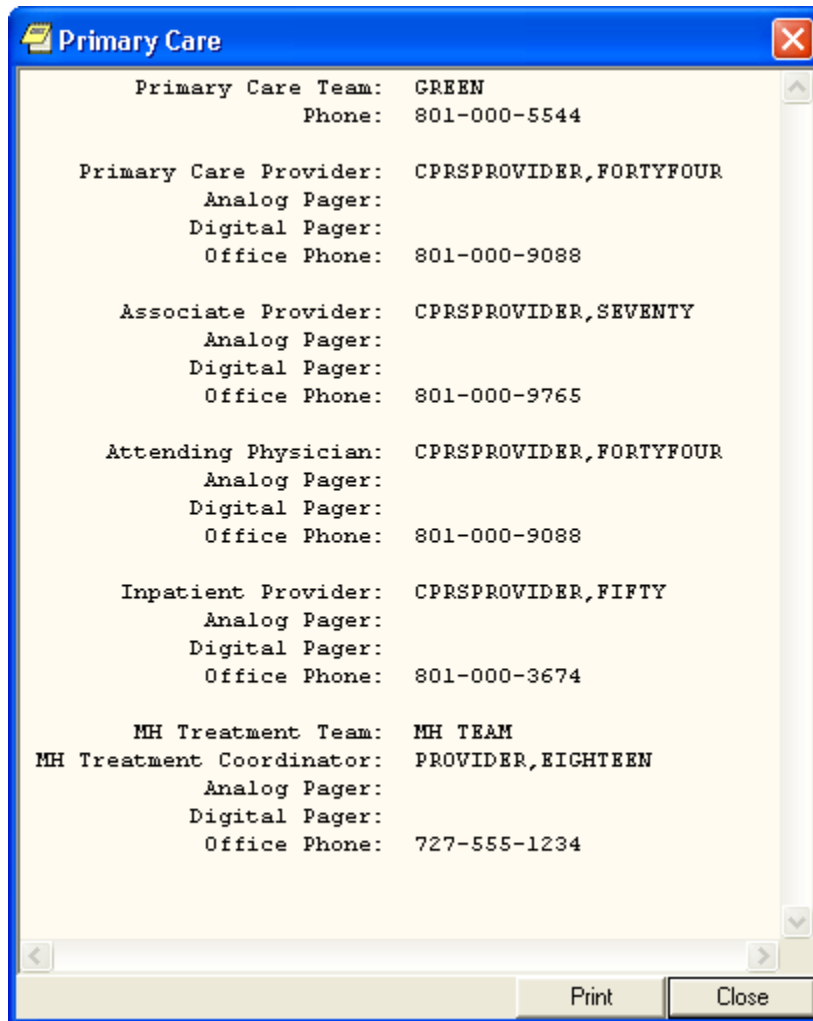 Primary Care
Primary Care Team: GREEN
Phone: 801-000-5544
Primary Care Provider: CPRSPROVIDER,FORTYFOUR
Analog Pager:
Digital Pager:
Office Phone: 801-000-9088
Associate Provider: CPRSPROVIDER,SEVENTY
Analog Pager:
Digital Pager:
Office Phone: 801-000-9765
Attending Physician: CPRSPROVIDER,FORTYFOUR
Analog Pager:
Digital Pager:
Office Phone: 801-000-9088
Inpatient Provider: CPRSPROVIDER,FIFTY
Analog Pager:
Digital Pager:
Office Phone: 801-000-3674
MH Treatment Team: MH TEAM
MH Treatment Coordinator: PROVIDER,EIGHTEEN
Analog Pager:
Digital Pager:
Office Phone: 727-555-1234
Print Close